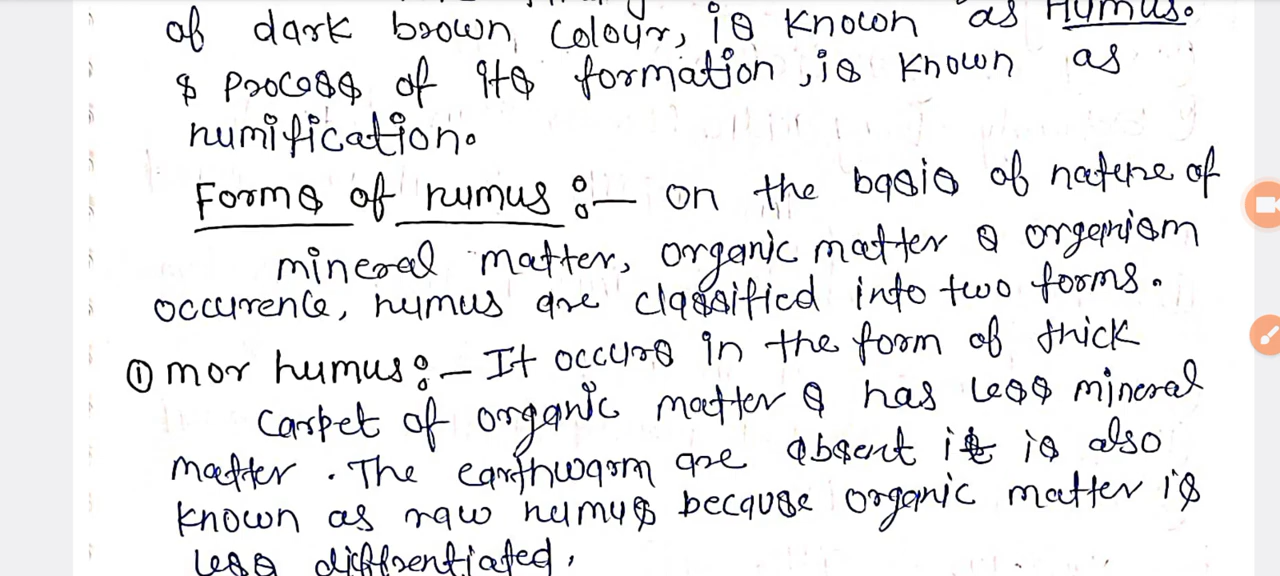 of dark brown colour, is known as Humus.
& process of its formation, is known as
humification.
Forms of humus :- on the basis of nature of
mineral matter, organic matter & organism
occurence, humus are classified into two forms.
① mor humus :- It occurs in the form of thick
carpet of organic matter & has less mineral
matter. The earthwarm are absent it is also
known as raw humus because organic matter is
less diffrentiated.